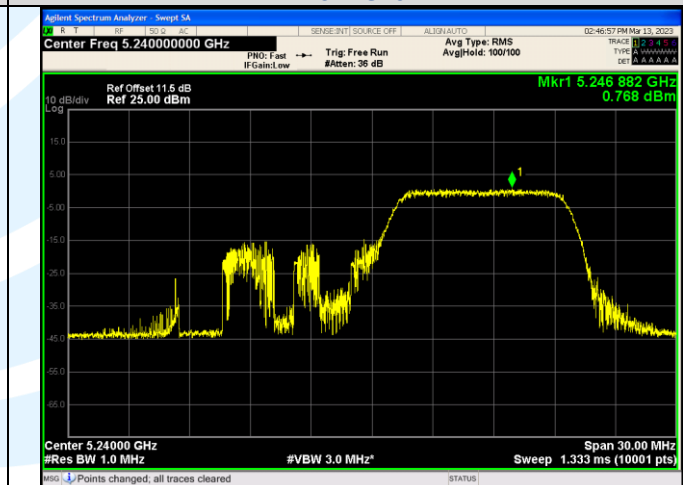 Agilent Spectrum Analyzer - Swept SA
R T RF 50 Ω AC SENSE:INT SOURCE OFF ALIGN AUTO 02:46:57 PM Mar 13, 2023
Center Freq 5.240000000 GHz Avg Type: RMS TRACE 1 2 3 4 5 6
PNO: Fast Trig: Free Run Avg|Hold: 100/100 TYPE A
IFGain:Low #Atten: 36 dB DET A A A A A A
Mkr1 5.246 882 GHz
Ref Offset 11.5 dB
10 dB/div Ref 25.00 dBm 0.768 dBm
Log
15.0
1
5.00
-5.00
-15.0
-25.0
-35.0
-45.0
-55.0
-65.0
Center 5.24000 GHz Span 30.00 MHz
#Res BW 1.0 MHz #VBW 3.0 MHz* Sweep 1.333 ms (10001 pts)
MSG Points changed; all traces cleared STATUS